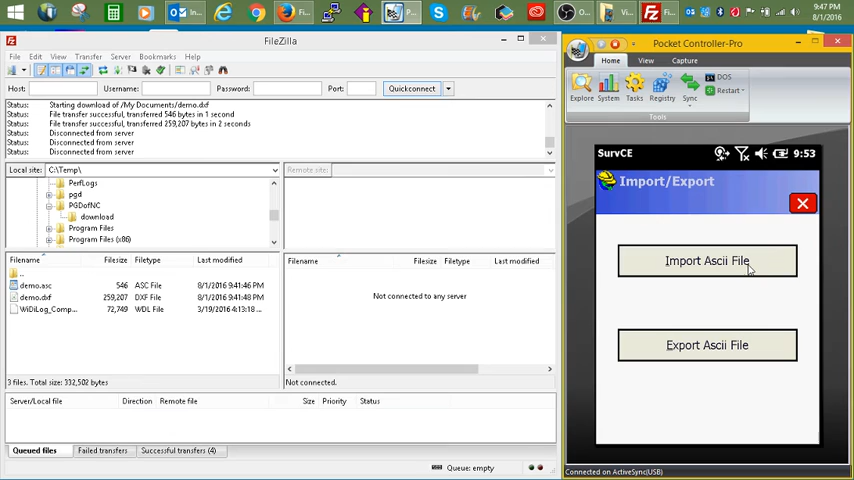 In...
Fi...
P...
O...
Vi...
Fi...
9:47 PM
8/1/2016
FileZilla
File Edit View Transfer Server Bookmarks Help
Host: Username: Password: Port: Quickconnect
Status: Starting download of /My Documents/demo.dxf
Status: File transfer successful, transferred 546 bytes in 1 second
Status: File transfer successful, transferred 259,207 bytes in 2 seconds
Status: Disconnected from server
Status: Disconnected from server
Status: Disconnected from server
Local site: C:\Temp\
Remote site:
PerfLogs
pgd
PGDofNC
download
Program Files
Program Files (x86)
Filename Filesize Filetype Last modified
..
demo.asc 546 ASC File 8/1/2016 9:41:46 PM
demo.dxf 259,207 DXF File 8/1/2016 9:41:48 PM
WiDiLog_Comp... 72,749 WDL File 3/19/2016 4:13:18 ...
Filename Filesize Filetype Last modified
Not connected to any server
3 files. Total size: 332,502 bytes
Not connected.
Server/Local file Direction Remote file Size Priority Status
Queued files Failed transfers Successful transfers (4)
Queue: empty
Pocket Controller-Pro
Home View Capture
Explore System Tasks Registry Sync
DOS
Restart
Tools
SurvCE 9:53
Import/Export
Import Ascii File
Export Ascii File
Connected on ActiveSync(USB)